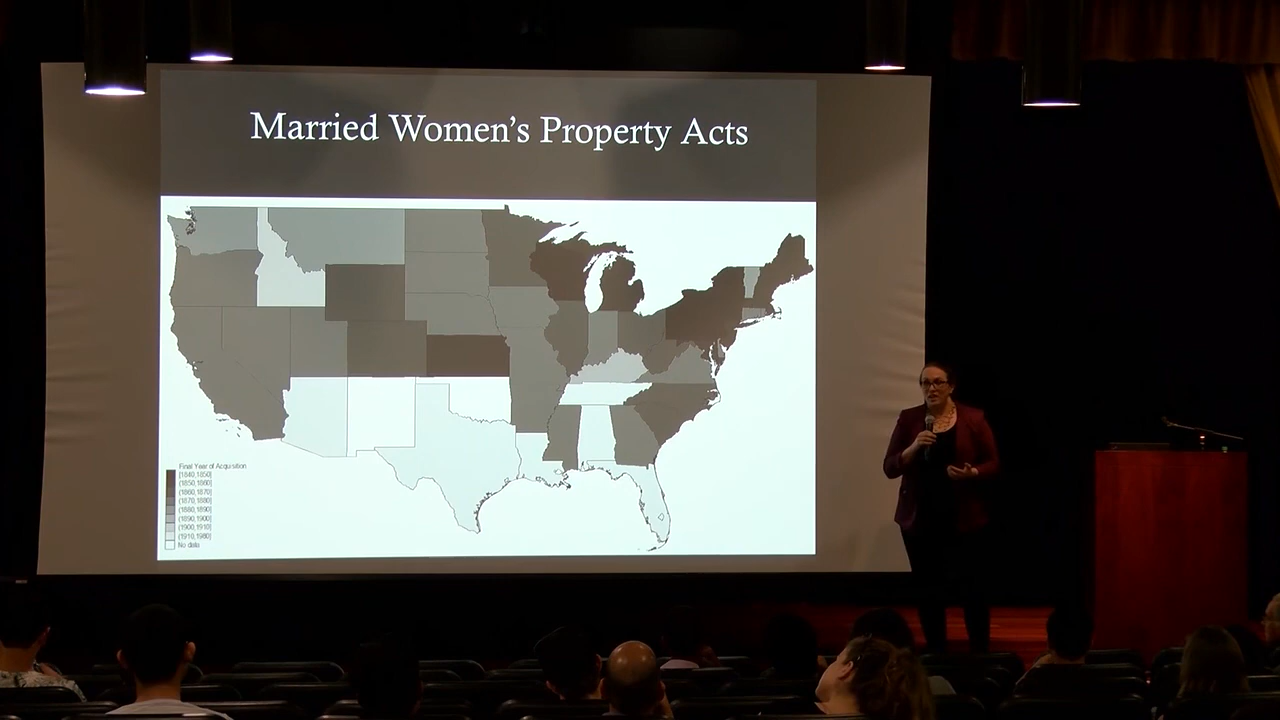 Married Women's Property Acts
Final Year of Acquisition
[1840,1850]
(1850,1860]
(1860,1870]
(1870,1880]
(1880,1890]
(1890,1900]
(1900,1910]
(1910,1980]
No data